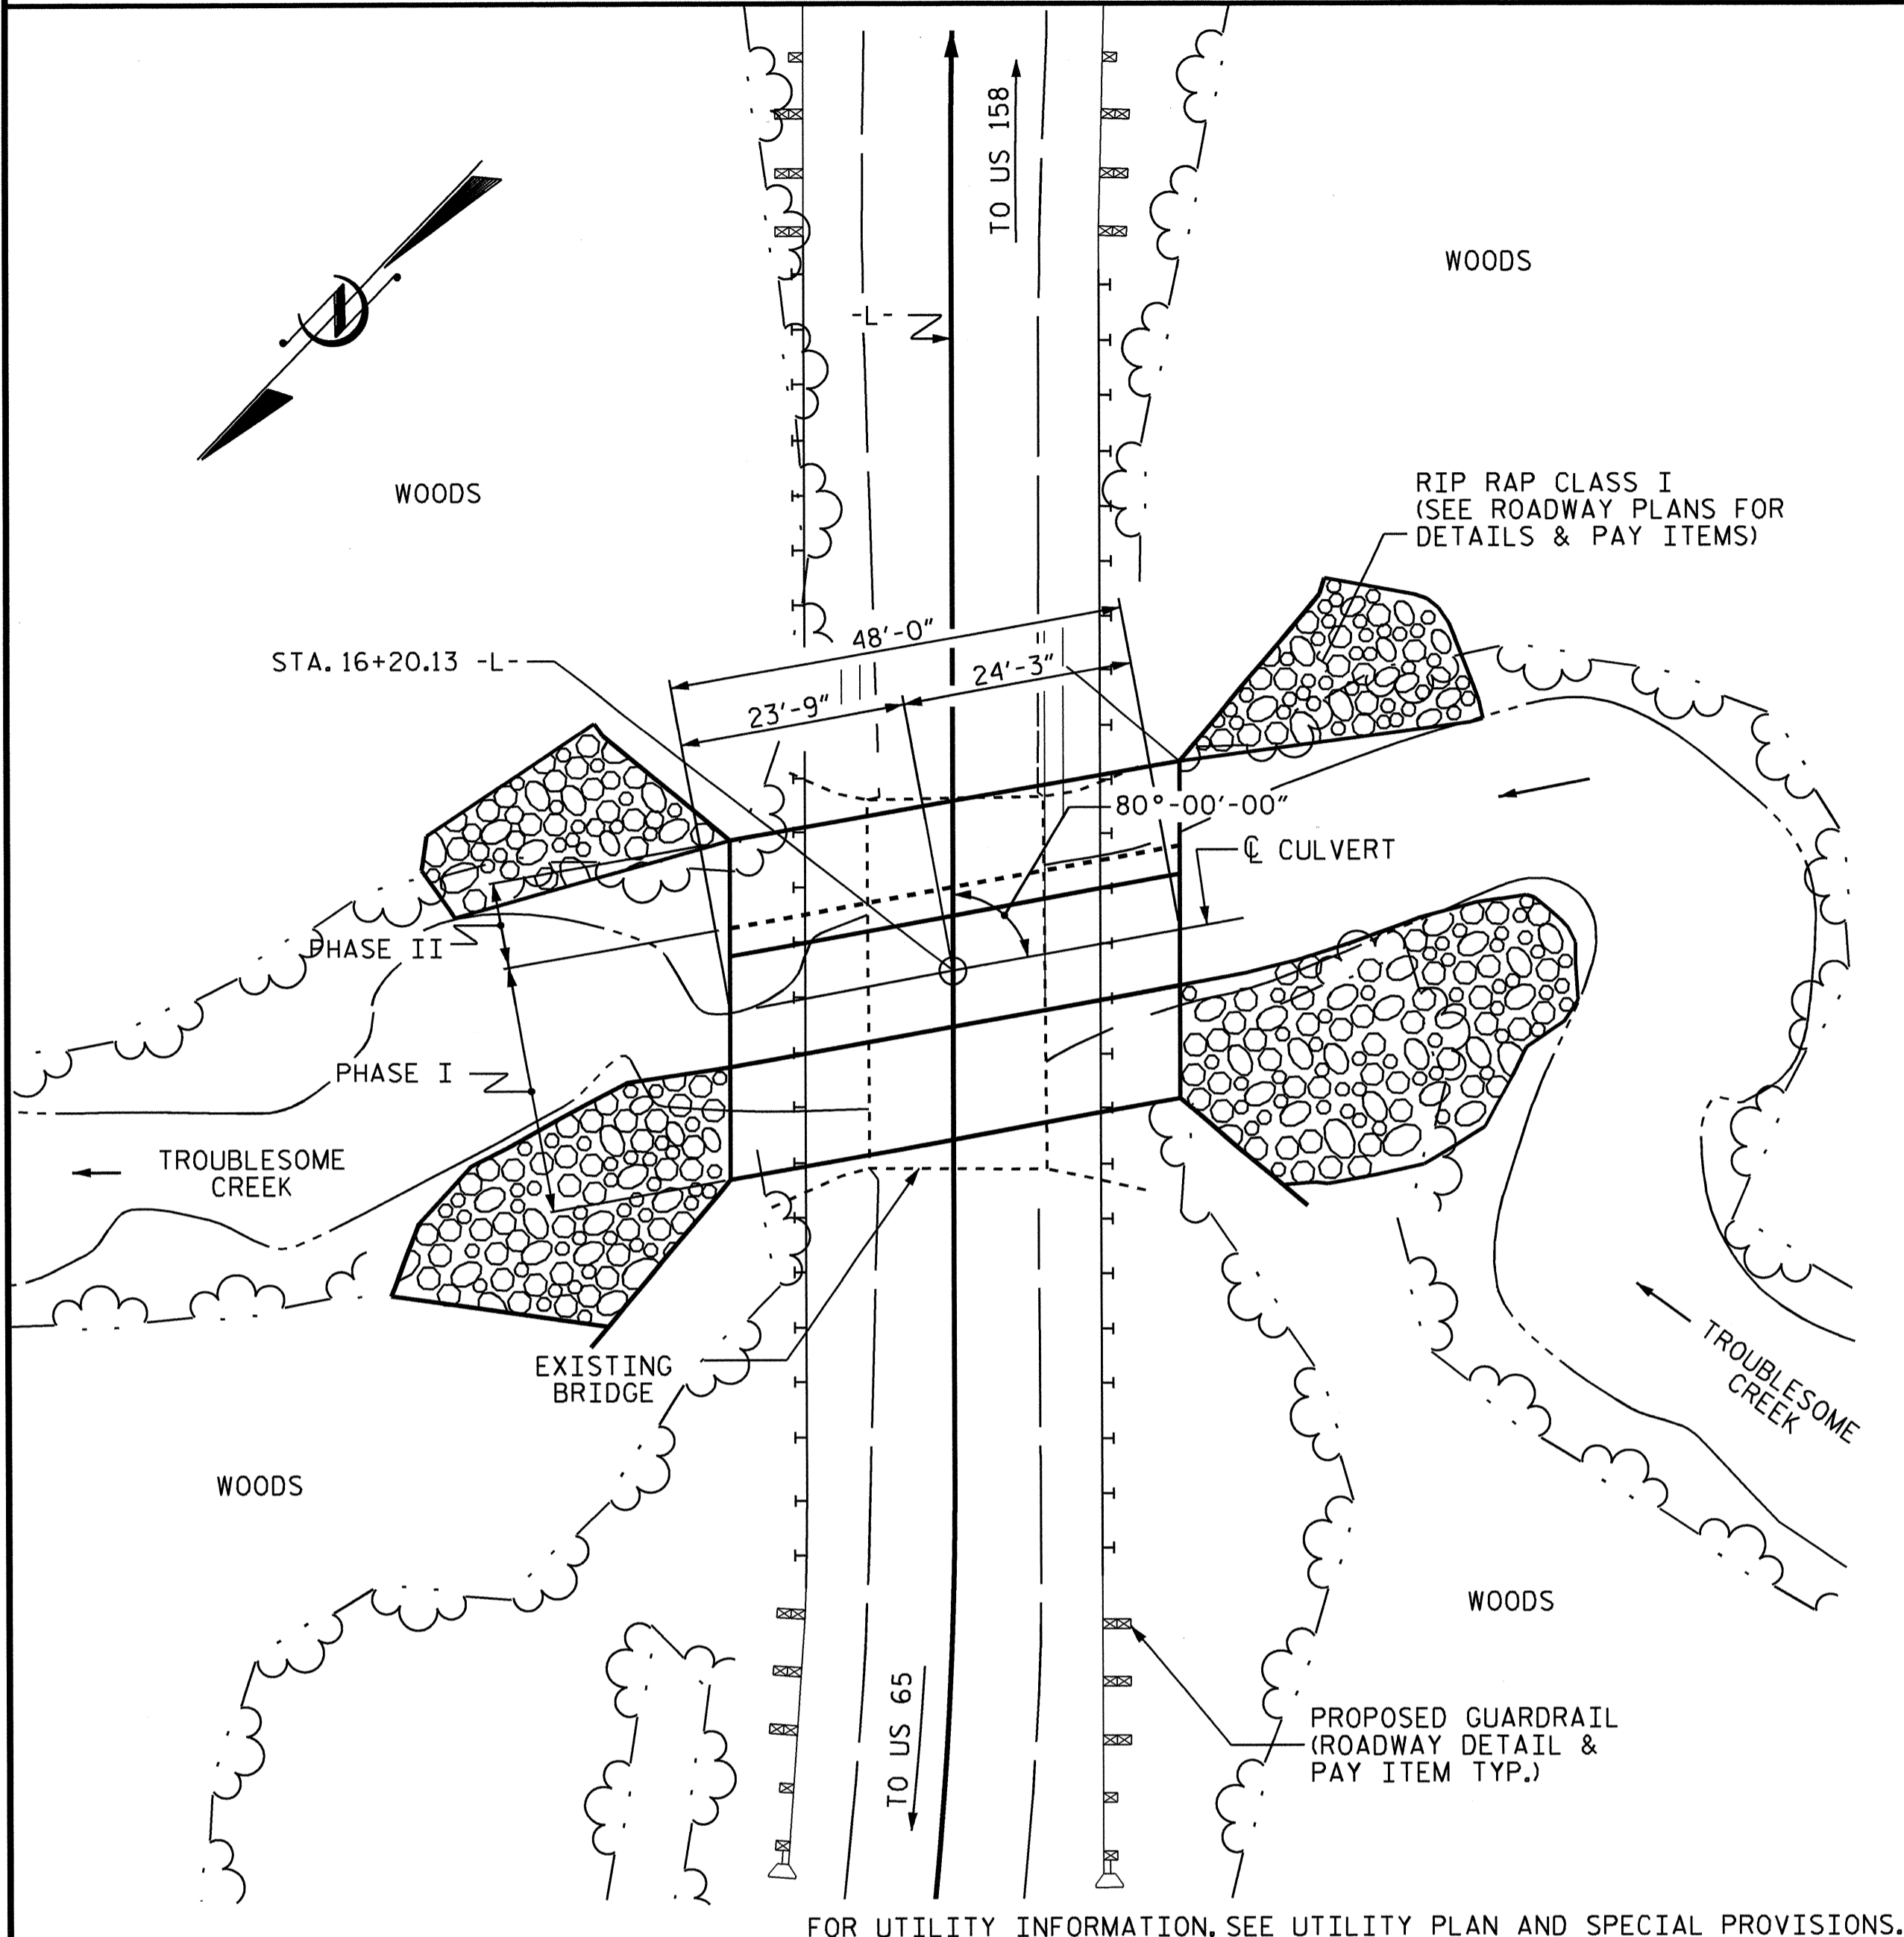 TO US 158
WOODS
-L-
WOODS
RIP RAP CLASS I
(SEE ROADWAY PLANS FOR
DETAILS & PAY ITEMS)
STA. 16+20.13 -L-
48'-0"
24'-3"
23'-9"
80°-00'-00"
℄ CULVERT
PHASE II
PHASE I
TROUBLESOME
CREEK
EXISTING
BRIDGE
TROUBLESOME
CREEK
WOODS
WOODS
TO US 65
PROPOSED GUARDRAIL
(ROADWAY DETAIL &
PAY ITEM TYP.)
FOR UTILITY INFORMATION, SEE UTILITY PLAN AND SPECIAL PROVISIONS.
N